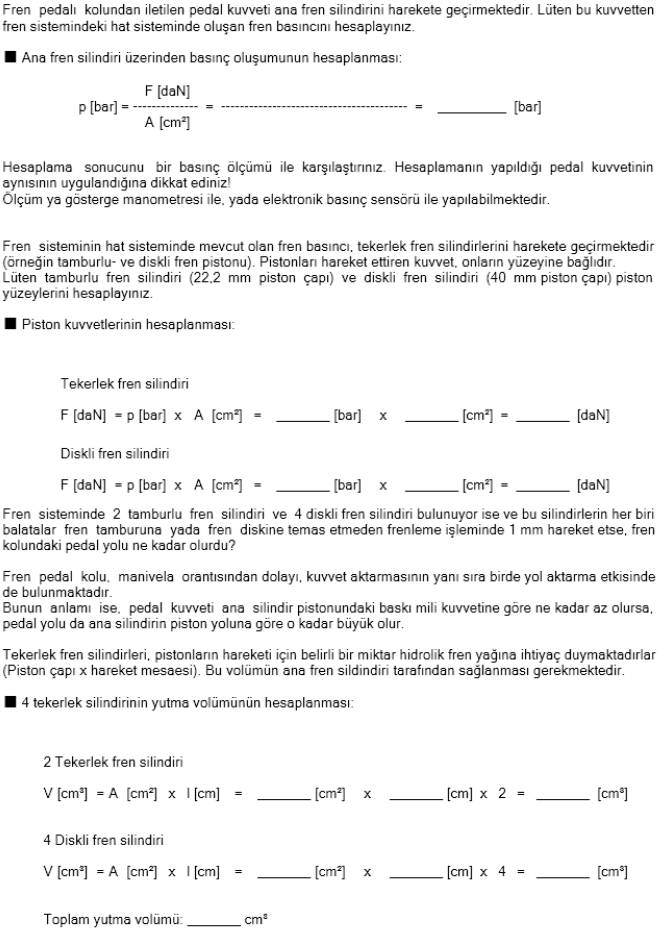 Fren pedalı kolundan iletilen pedal kuvveti ana fren silindirini harekete geçirmektedir. Lüten bu kuvvetten
fren sistemindeki hat sisteminde oluşan fren basıncını hesaplayınız.
■ Ana fren silindiri üzerinden basınç oluşumunun hesaplanması:
F [daN]
p [bar] = -------------- = ---------------------------------------- = _________ [bar]
A [cm²]
Hesaplama sonucunu bir basınç ölçümü ile karşılaştırınız. Hesaplamanın yapıldığı pedal kuvvetinin
aynısının uygulandığına dikkat ediniz!
Ölçüm ya gösterge manometresi ile, yada elektronik basınç sensörü ile yapılabilmektedir.
Fren sisteminin hat sisteminde mevcut olan fren basıncı, tekerlek fren silindirlerini harekete geçirmektedir
(örneğin tamburlu- ve diskli fren pistonu). Pistonları hareket ettiren kuvvet, onların yüzeyine bağlıdır.
Lüten tamburlu fren silindiri (22,2 mm piston çapı) ve diskli fren silindiri (40 mm piston çapı) piston
yüzeylerini hesaplayınız.
■ Piston kuvvetlerinin hesaplanması:
Tekerlek fren silindiri
F [daN] = p [bar] x A [cm²] = _______ [bar] x _______ [cm²] = _______ [daN]
Diskli fren silindiri
F [daN] = p [bar] x A [cm²] = _______ [bar] x _______ [cm²] = _______ [daN]
Fren sisteminde 2 tamburlu fren silindiri ve 4 diskli fren silindiri bulunuyor ise ve bu silindirlerin her biri
balatalar fren tamburuna yada fren diskine temas etmeden frenleme işleminde 1 mm hareket etse, fren
kolundaki pedal yolu ne kadar olurdu?
Fren pedal kolu, manivela orantısından dolayı, kuvvet aktarmasının yanı sıra birde yol aktarma etkisinde
de bulunmaktadır.
Bunun anlamı ise, pedal kuvveti ana silindir pistonundaki baskı mili kuvvetine göre ne kadar az olursa,
pedal yolu da ana silindirin piston yoluna göre o kadar büyük olur.
Tekerlek fren silindirleri, pistonların hareketi için belirli bir miktar hidrolik fren yağına ihtiyaç duymaktadırlar
(Piston çapı x hareket mesaesi). Bu volümün ana fren sildindiri tarafından sağlanması gerekmektedir.
■ 4 tekerlek silindirinin yutma volümünün hesaplanması:
2 Tekerlek fren silindiri
V [cm³] = A [cm²] x l [cm] = _______ [cm²] x _______ [cm] x 2 = _______ [cm³]
4 Diskli fren silindiri
V [cm³] = A [cm²] x l [cm] = _______ [cm²] x _______ [cm] x 4 = _______ [cm³]
Toplam yutma volümü: _______ cm³